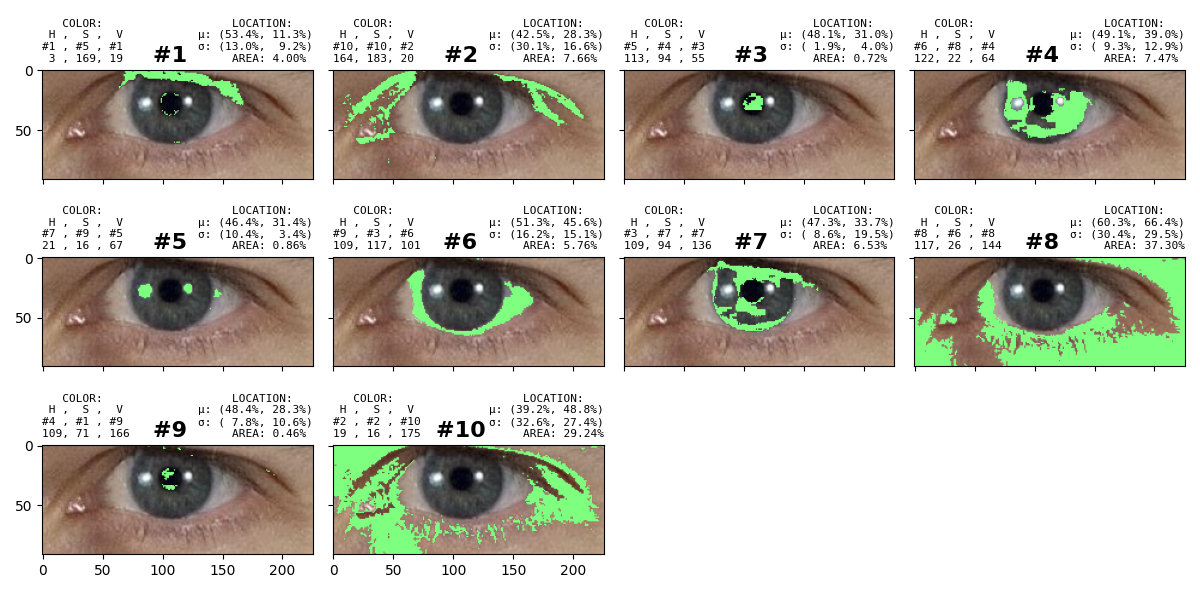 COLOR: LOCATION:
H , S , V μ: (53.4%, 11.3%)
#1 , #5 , #1 #1 σ: (13.0%, 9.2%)
3 , 169, 19 AREA: 4.00%
COLOR: LOCATION:
H , S , V μ: (42.5%, 28.3%)
#10, #10, #2 #2 σ: (30.1%, 16.6%)
164, 183, 20 AREA: 7.66%
COLOR: LOCATION:
H , S , V μ: (48.1%, 31.0%)
#5 , #4 , #3 #3 σ: ( 1.9%, 4.0%)
113, 94 , 55 AREA: 0.72%
COLOR: LOCATION:
H , S , V μ: (49.1%, 39.0%)
#6 , #8 , #4 #4 σ: ( 9.3%, 12.9%)
122, 22 , 64 AREA: 7.47%
0
50
COLOR: LOCATION:
H , S , V μ: (46.4%, 31.4%)
#7 , #9 , #5 #5 σ: (10.4%, 3.4%)
21 , 16 , 67 AREA: 0.86%
COLOR: LOCATION:
H , S , V μ: (51.3%, 45.6%)
#9 , #3 , #6 #6 σ: (16.2%, 15.1%)
109, 117, 101 AREA: 5.76%
COLOR: LOCATION:
H , S , V μ: (47.3%, 33.7%)
#3 , #7 , #7 #7 σ: ( 8.6%, 19.5%)
109, 94 , 136 AREA: 6.53%
COLOR: LOCATION:
H , S , V μ: (60.3%, 66.4%)
#8 , #6 , #8 #8 σ: (30.4%, 29.5%)
117, 26 , 144 AREA: 37.30%
0
50
COLOR: LOCATION:
H , S , V μ: (48.4%, 28.3%)
#4 , #1 , #9 #9 σ: ( 7.8%, 10.6%)
109, 71 , 166 AREA: 0.46%
COLOR: LOCATION:
H , S , V μ: (39.2%, 48.8%)
#2 , #2 , #10 #10 σ: (32.6%, 27.4%)
19 , 16 , 175 AREA: 29.24%
0
50
0 50 100 150 200
0 50 100 150 200